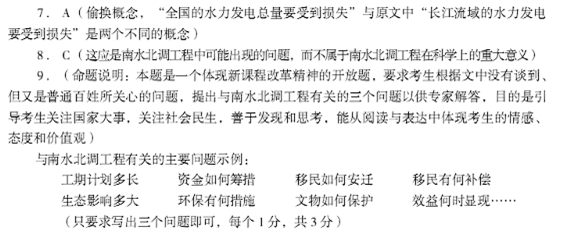 7．A（偷换概念，“全国的水力发电总量要受到损失”与原文中“长江流域的水力发电
要受到损失”是两个不同的概念）
8．C（这应是南水北调工程中可能出现的问题，而不属于南水北调工程在科学上的重大意义）
9．（命题说明：本题是一个体现新课程改革精神的开放题，要求考生根据文中没有谈到、
但又是普通百姓所关心的问题，提出与南水北调工程有关的三个问题以供专家解答，目的是引
导考生关注国家大事，关注社会民生，善于发现和思考，能从阅读与表达中体现考生的情感、
态度和价值观）
与南水北调工程有关的主要问题示例：
工期计划多长 资金如何筹措 移民如何安迁 移民有何补偿
生态影响多大 环保有何措施 文物如何保护 效益何时显现……
（只要求写出三个问题即可，每个1分，共3分）